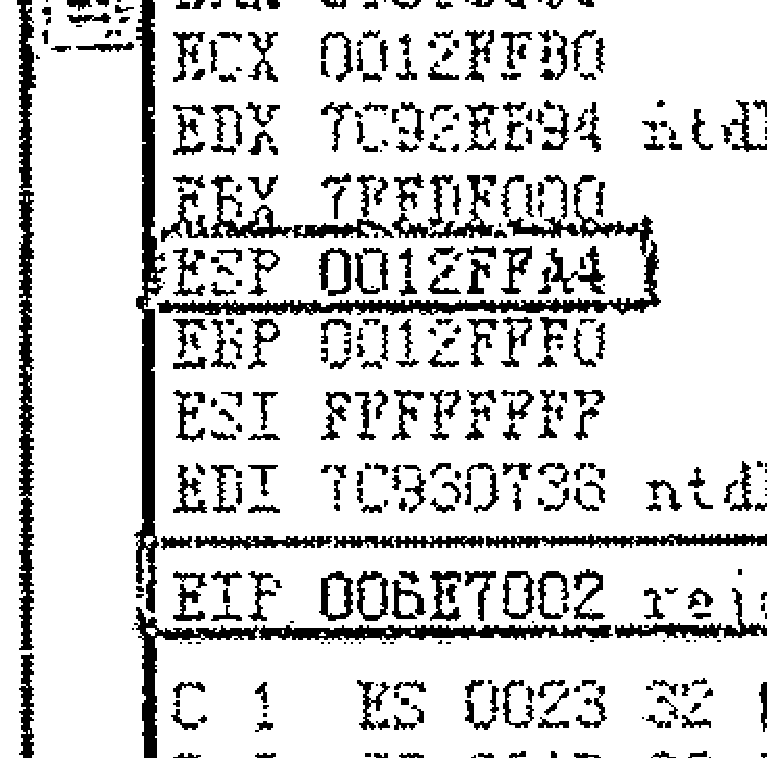 ECX 0012FFB0
EDX 7C92EB94 ntdl
EBX 7FFDF000
ESP 0012FFA4
EBP 0012FFF0
ESI FFFFFFFF
EDI 7C930738 ntdl
EIP 006E7002
C 1 ES 0023 32